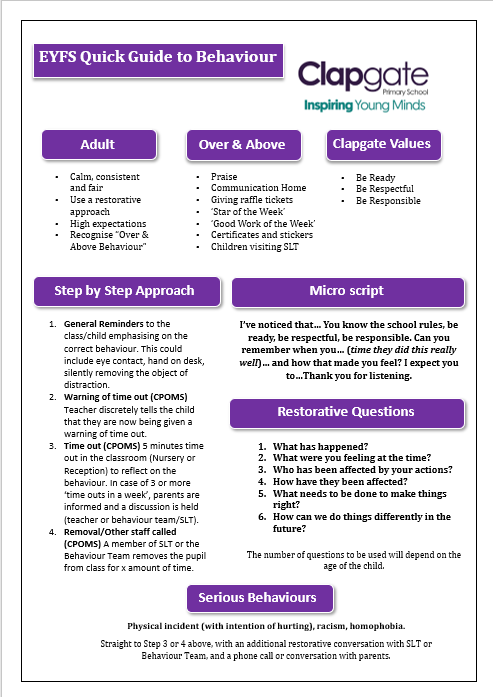 EYFS Quick Guide to Behaviour
Clapgate
Primary School
Inspiring Young Minds
Adult
▪ Calm, consistent
and fair
▪ Use a restorative
approach
▪ High expectations
▪ Recognise “Over &
Above Behaviour”
Over & Above
▪ Praise
▪ Communication Home
▪ Giving raffle tickets
▪ ‘Star of the Week’
▪ ‘Good Work of the Week’
▪ Certificates and stickers
▪ Children visiting SLT
Clapgate Values
▪ Be Ready
▪ Be Respectful
▪ Be Responsible
Step by Step Approach
1. General Reminders to the
class/child emphasising on the
correct behaviour. This could
include eye contact, hand on desk,
silently removing the object of
distraction.
2. Warning of time out (CPOMS)
Teacher discretely tells the child
that they are now being given a
warning of time out.
3. Time out (CPOMS) 5 minutes time
out in the classroom (Nursery or
Reception) to reflect on the
behaviour. In case of 3 or more
‘time outs in a week’, parents are
informed and a discussion is held
(teacher or behaviour team/SLT).
4. Removal/Other staff called
(CPOMS) A member of SLT or the
Behaviour Team removes the pupil
from class for x amount of time.
Micro script
I’ve noticed that... You know the school rules, be
ready, be respectful, be responsible. Can you
remember when you... (time they did this really
well)... and how that made you feel? I expect you
to...Thank you for listening.
Restorative Questions
1. What has happened?
2. What were you feeling at the time?
3. Who has been affected by your actions?
4. How have they been affected?
5. What needs to be done to make things
right?
6. How can we do things differently in the
future?
The number of questions to be used will depend on the
age of the child.
Serious Behaviours
Physical incident (with intention of hurting), racism, homophobia.
Straight to Step 3 or 4 above, with an additional restorative conversation with SLT or
Behaviour Team, and a phone call or conversation with parents.